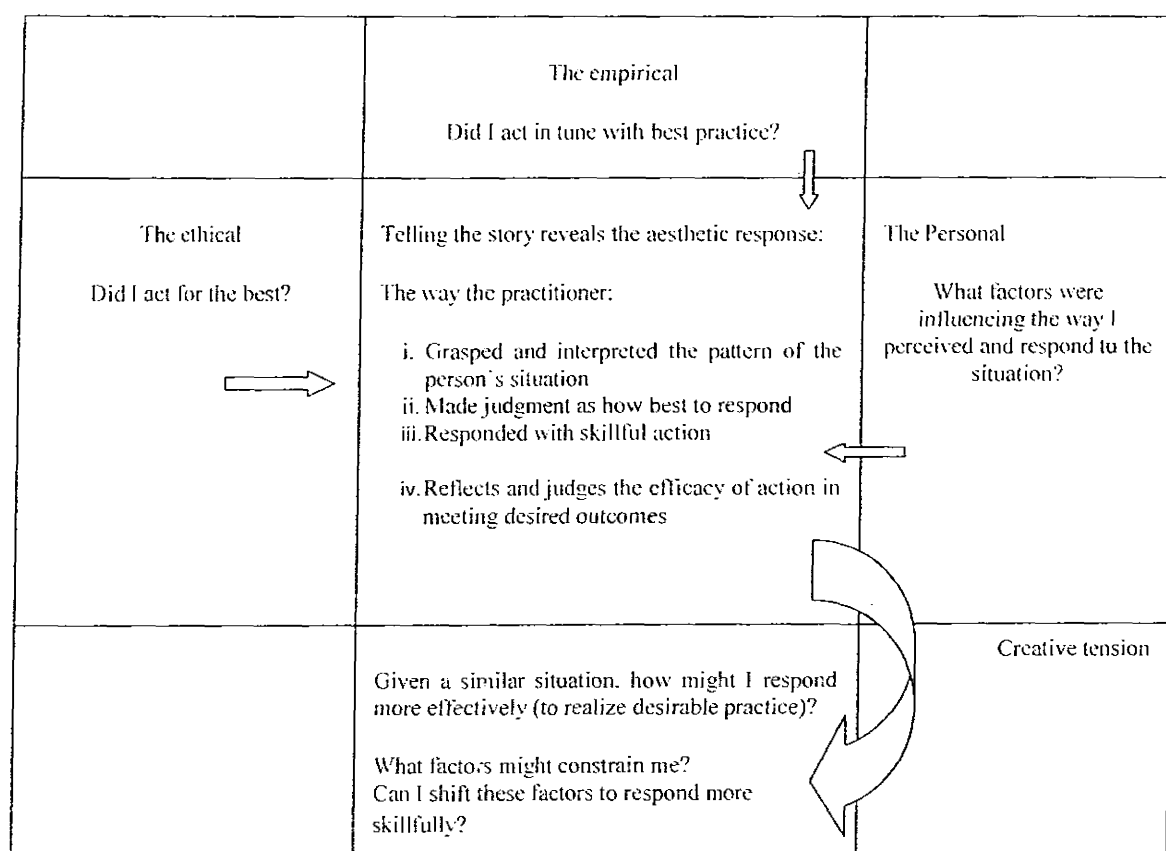 The empirical
Did I act in tune with best practice?
The ethical
Did I act for the best?
Telling the story reveals the aesthetic response:
The way the practitioner:
i. Grasped and interpreted the pattern of the
person's situation
ii. Made judgment as how best to respond
iii. Responded with skillful action
iv. Reflects and judges the efficacy of action in
meeting desired outcomes
The Personal
What factors were
influencing the way I
perceived and respond to the
situation?
Given a similar situation, how might I respond
more effectively (to realize desirable practice)?
What factors might constrain me?
Can I shift these factors to respond more
skillfully?
Creative tension